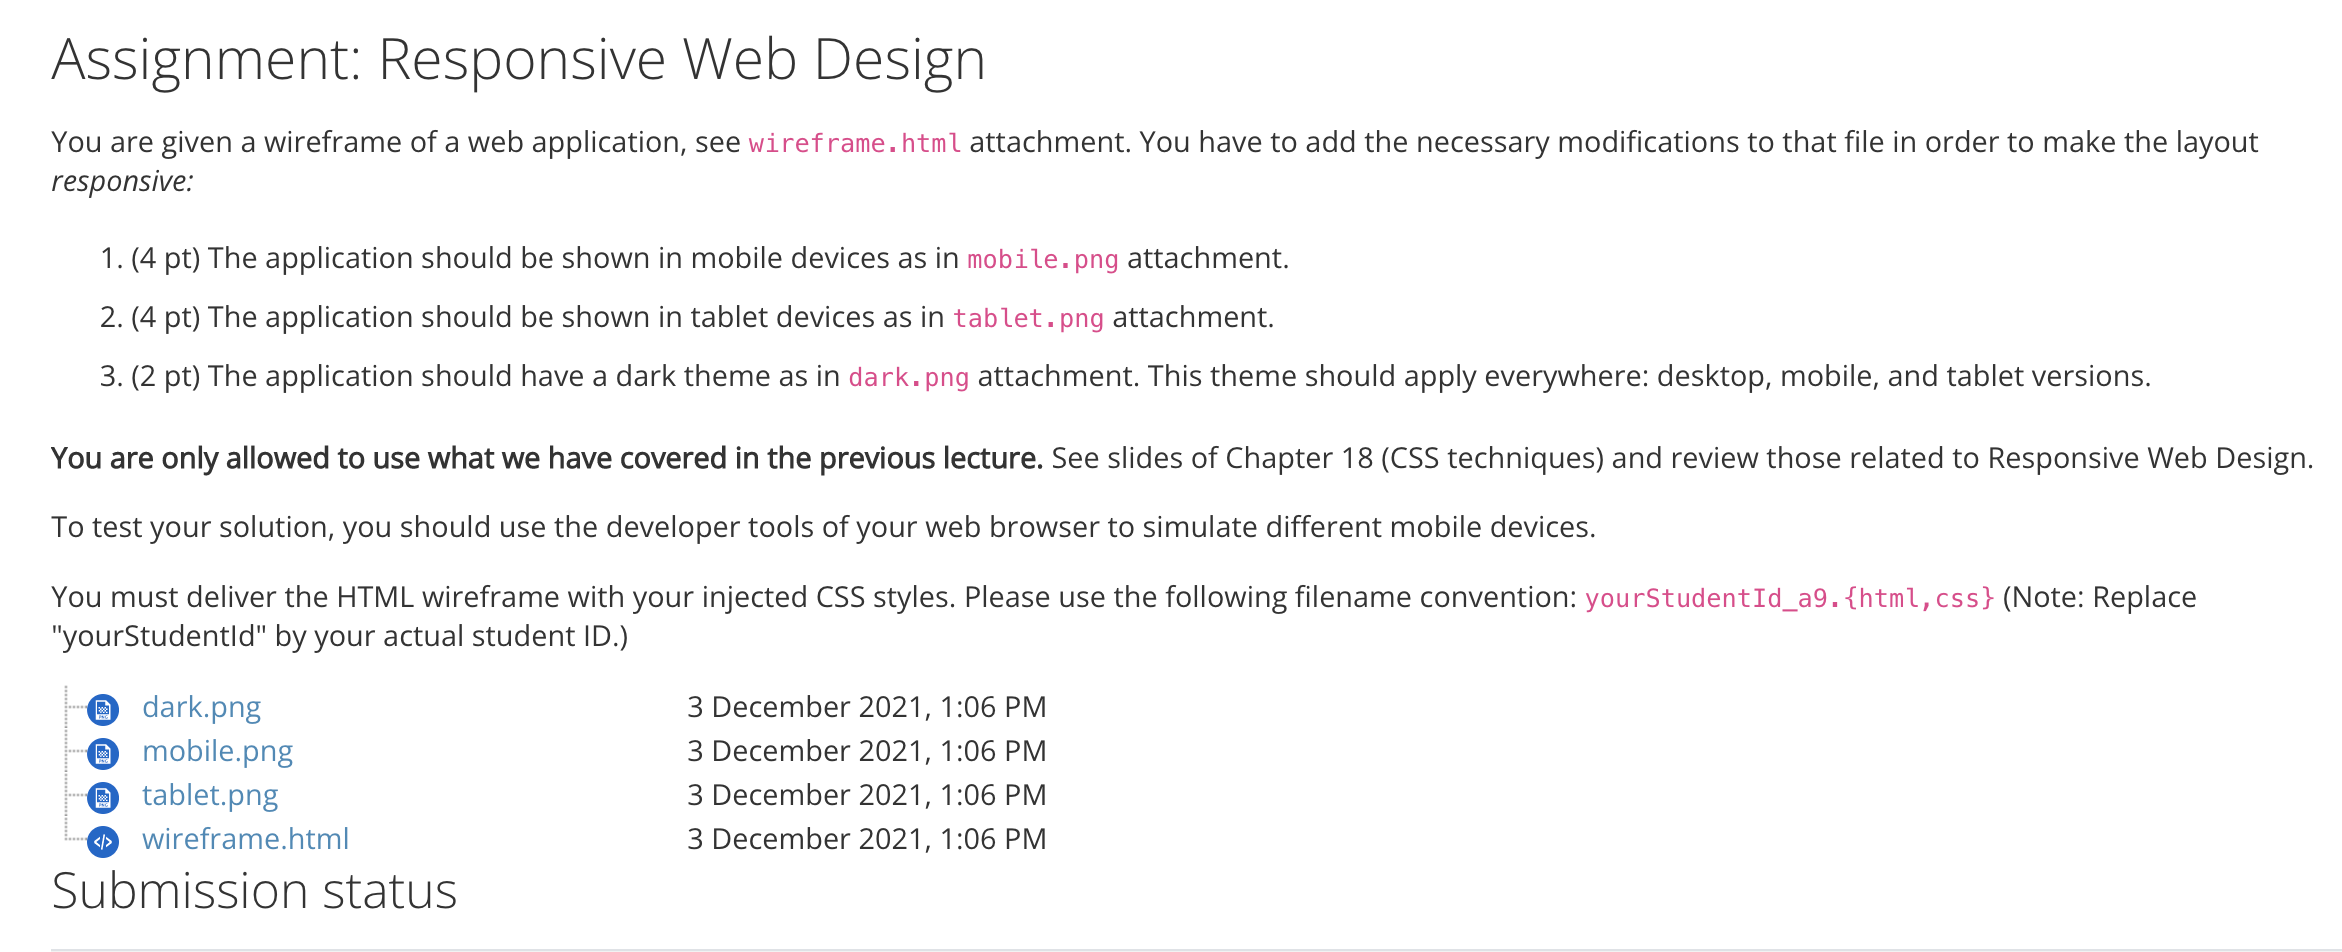 Assignment: Responsive Web Design
You are given a wireframe of a web application, see wireframe.html attachment. You have to add the necessary modifications to that file in order to make the layout
responsive:
1. (4 pt) The application should be shown in mobile devices as in mobile.png attachment.
2. (4 pt) The application should be shown in tablet devices as in tablet.png attachment.
3. (2 pt) The application should have a dark theme as in dark.png attachment. This theme should apply everywhere: desktop, mobile, and tablet versions.
You are only allowed to use what we have covered in the previous lecture. See slides of Chapter 18 (CSS techniques) and review those related to Responsive Web Design.
To test your solution, you should use the developer tools of your web browser to simulate different mobile devices.
You must deliver the HTML wireframe with your injected CSS styles. Please use the following filename convention: yourStudentId_a9.{html,css} (Note: Replace
"yourStudentId" by your actual student ID.)
dark.png 3 December 2021, 1:06 PM
mobile.png 3 December 2021, 1:06 PM
tablet.png 3 December 2021, 1:06 PM
wireframe.html 3 December 2021, 1:06 PM
Submission status